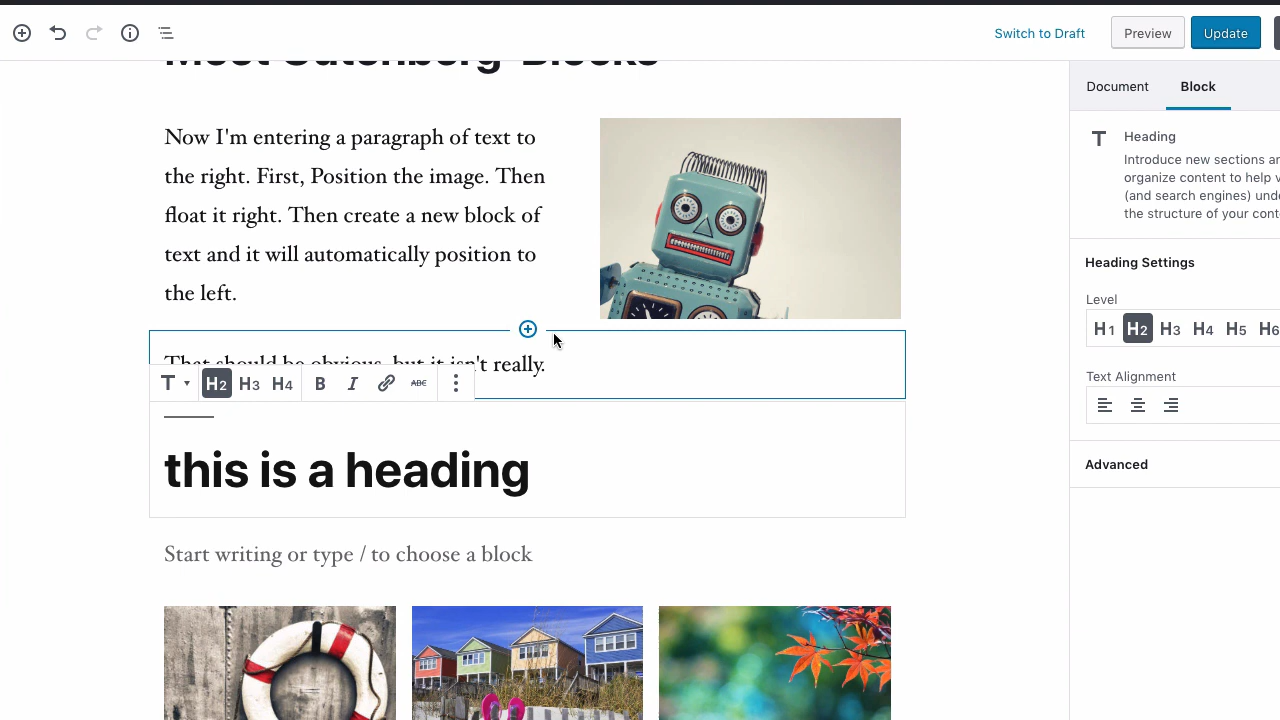 Switch to Draft
Preview
Update
Meet Gutenberg Blocks
Now I'm entering a paragraph of text to
the right. First, Position the image. Then
float it right. Then create a new block of
text and it will automatically position to
the left.
That should be obvious, but it isn't really.
T H2 H3 H4 B I ABC
this is a heading
Start writing or type / to choose a block
Document Block
T Heading
Introduce new sections
organize content to help
(and search engines)
the structure of your
Heading Settings
Level
H1 H2 H3 H4 H5 H6
Text Alignment
Advanced